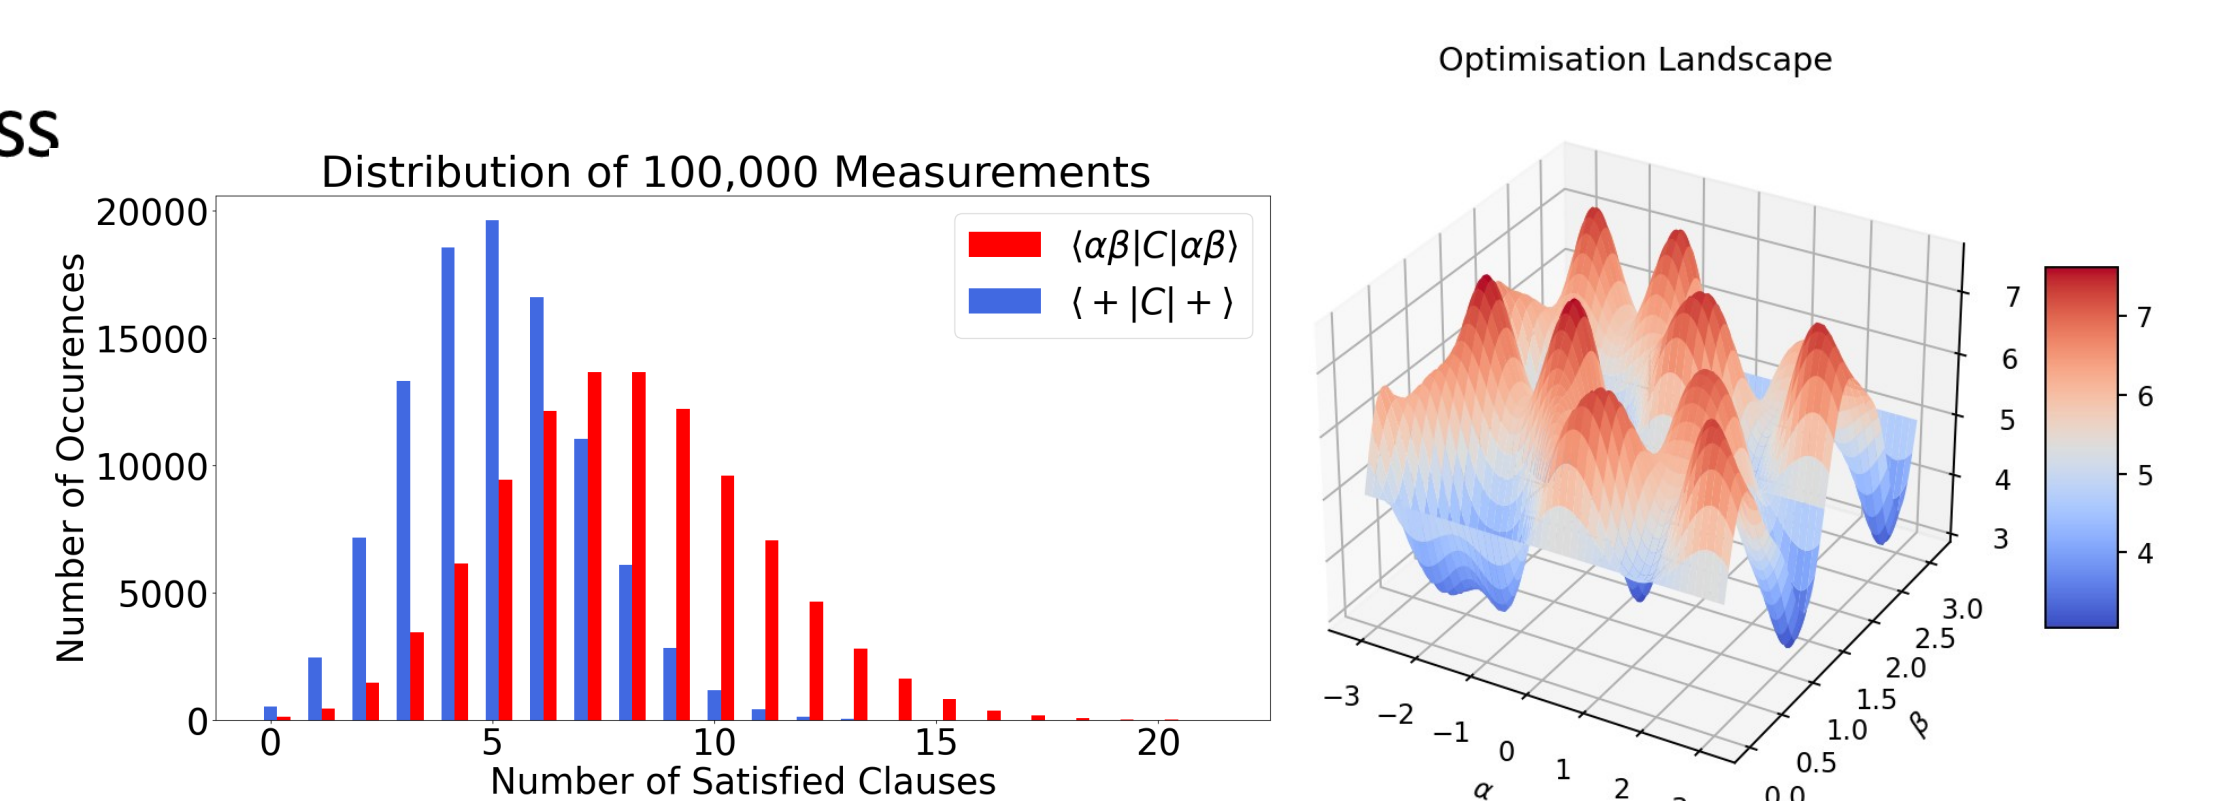 ss
Distribution of 100,000 Measurements
20000
15000
10000
5000
0
Number of Occurences
⟨αβ|C|αβ⟩
⟨+|C|+⟩
0 5 10 15 20
Number of Satisfied Clauses
Optimisation Landscape
7
6
5
4
3
−3 −2 −1 0 1 2
α
0.0 0.5 1.0 1.5 2.0 2.5 3.0
β
7
6
5
4